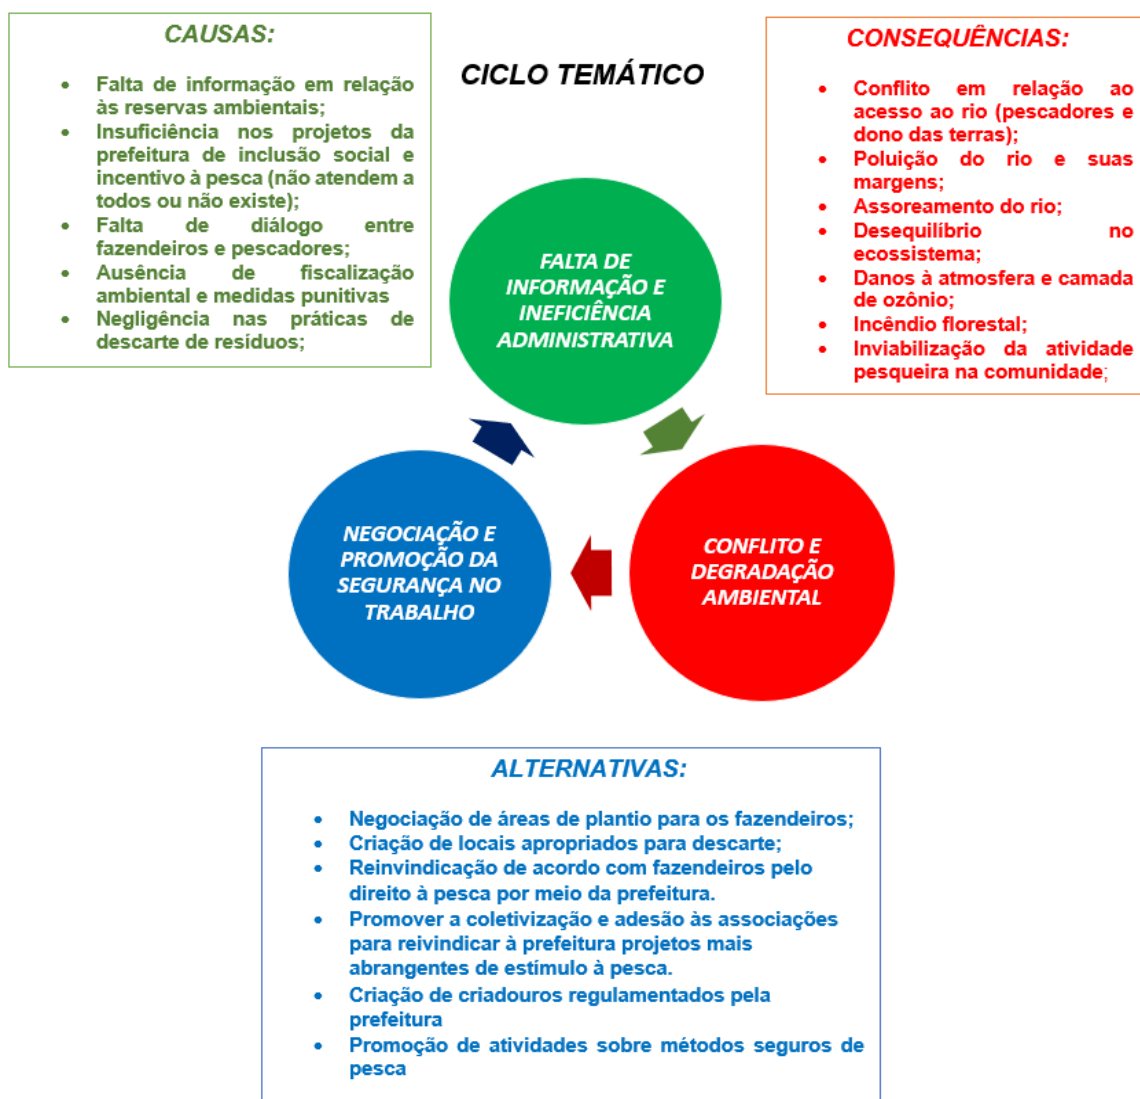 CAUSAS:
Falta de informação em relação
às reservas ambientais;
Insuficiência nos projetos da
prefeitura de inclusão social e
incentivo à pesca (não atendem a
todos ou não existe);
Falta de diálogo entre
fazendeiros e pescadores;
Ausência de fiscalização
ambiental e medidas punitivas
Negligência nas práticas de
descarte de resíduos;
CICLO TEMÁTICO
CONSEQUÊNCIAS:
Conflito em relação ao
acesso ao rio (pescadores e
dono das terras);
Poluição do rio e suas
margens;
Assoreamento do rio;
Desequilíbrio no
ecossistema;
Danos à atmosfera e camada
de ozônio;
Incêndio florestal;
Inviabilização da atividade
pesqueira na comunidade;
FALTA DE
INFORMAÇÃO E
INEFICIÊNCIA
ADMINISTRATIVA
NEGOCIAÇÃO E
PROMOÇÃO DA
SEGURANÇA NO
TRABALHO
CONFLITO E
DEGRADAÇÃO
AMBIENTAL
ALTERNATIVAS:
Negociação de áreas de plantio para os fazendeiros;
Criação de locais apropriados para descarte;
Reinvindicação de acordo com fazendeiros pelo
direito à pesca por meio da prefeitura.
Promover a coletivização e adesão às associações
para reivindicar à prefeitura projetos mais
abrangentes de estímulo à pesca.
Criação de criadouros regulamentados pela
prefeitura
Promoção de atividades sobre métodos seguros de
pesca